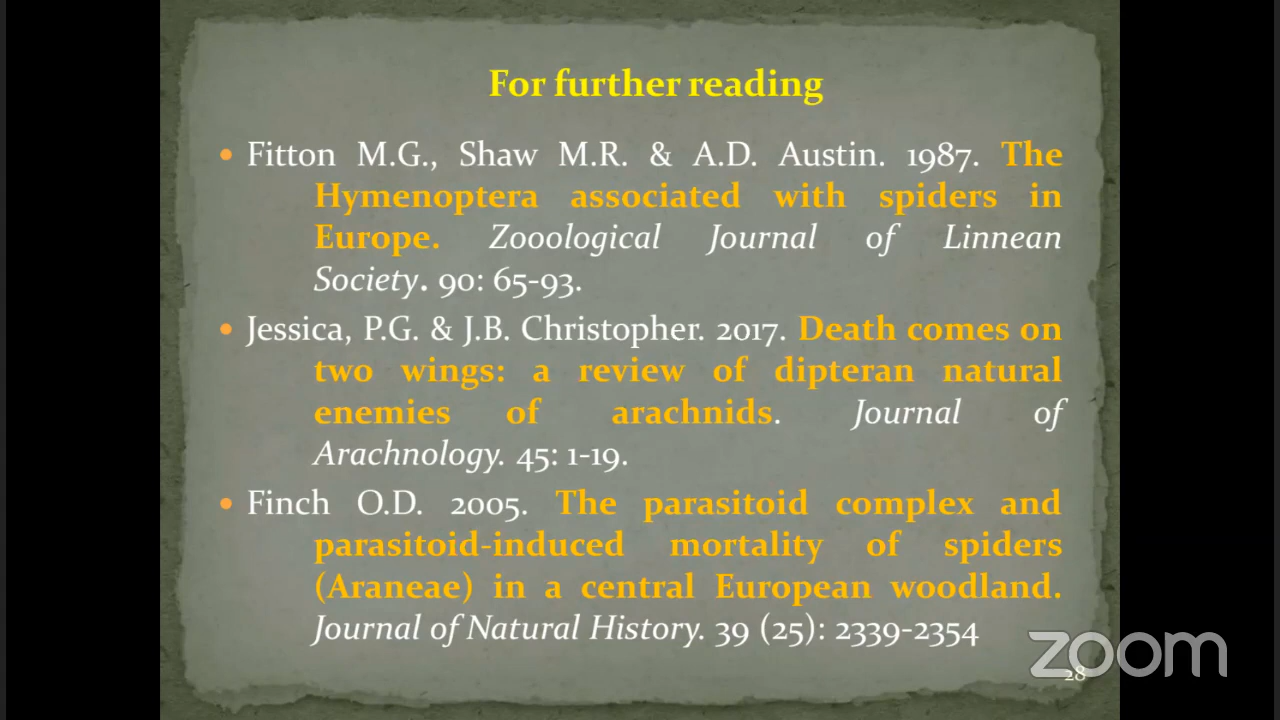 For further reading
• Fitton M.G., Shaw M.R. & A.D. Austin. 1987. The
Hymenoptera associated with spiders in
Europe. Zooological Journal of Linnean
Society. 90: 65-93.
• Jessica, P.G. & J.B. Christopher. 2017. Death comes on
two wings: a review of dipteran natural
enemies of arachnids. Journal of
Arachnology. 45: 1-19.
• Finch O.D. 2005. The parasitoid complex and
parasitoid-induced mortality of spiders
(Araneae) in a central European woodland.
Journal of Natural History. 39 (25): 2339-2354
zoom
28